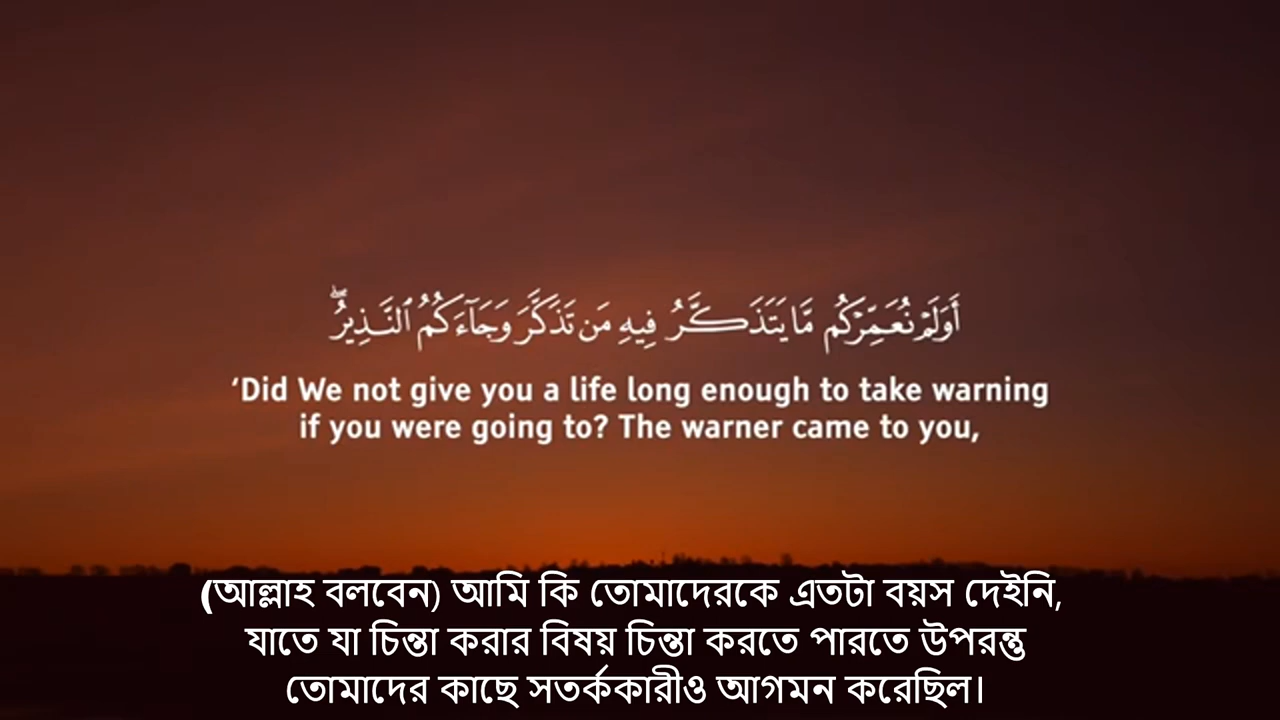 أَوَلَمْ نُعَمِّرْكُم مَّا يَتَذَكَّرُ فِيهِ مَن تَذَكَّرَ وَجَآءَكُمُ ٱلنَّذِيرُۖ
‘Did We not give you a life long enough to take warning
if you were going to? The warner came to you,
(আল্লাহ বলবেন) আমি কি তোমাদেরকে এতটা বয়স দেইনি,
যাতে যা চিন্তা করার বিষয় চিন্তা করতে পারতে উপরন্তু
তোমাদের কাছে সতর্ককারীও আগমন করেছিল।